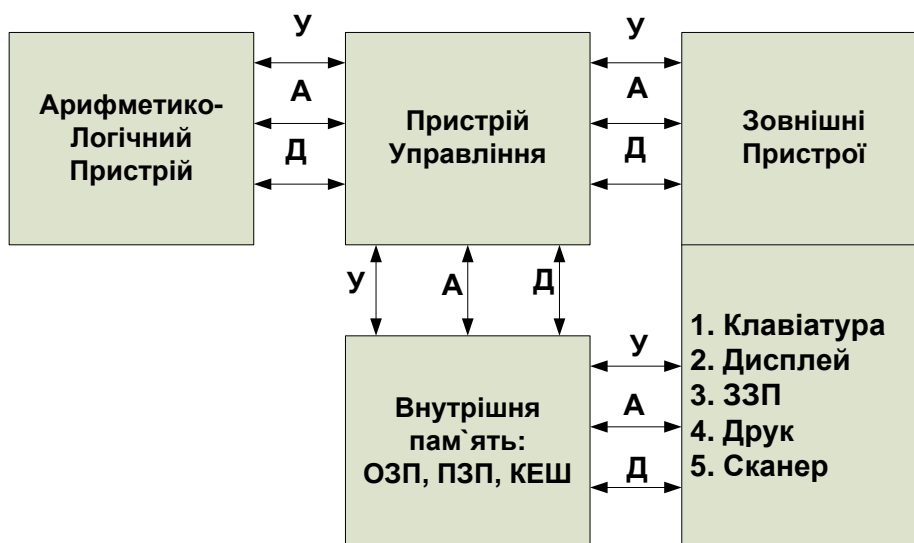 У
У
Арифметико-
Логічний
Пристрій
А
Д
Пристрій
Управління
А
Д
Зовнішні
Пристрої
У
А
Д
Внутрішня
пам`ять:
ОЗП, ПЗП, КЕШ
У
А
Д
1. Клавіатура
2. Дисплей
3. ЗЗП
4. Друк
5. Сканер